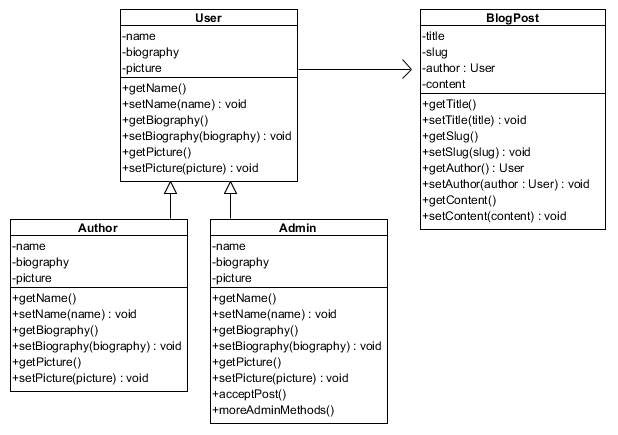 User
-name
-biography
-picture
+getName()
+setName(name) : void
+getBiography()
+setBiography(biography) : void
+getPicture()
+setPicture(picture) : void
BlogPost
-title
-slug
-author : User
-content
+getTitle()
+setTitle(title) : void
+getSlug()
+setSlug(slug) : void
+getAuthor() : User
+setAuthor(author : User) : void
+getContent()
+setContent(content) : void
Author
-name
-biography
-picture
+getName()
+setName(name) : void
+getBiography()
+setBiography(biography) : void
+getPicture()
+setPicture(picture) : void
Admin
-name
-biography
-picture
+getName()
+setName(name) : void
+getBiography()
+setBiography(biography) : void
+getPicture()
+setPicture(picture) : void
+acceptPost()
+moreAdminMethods()